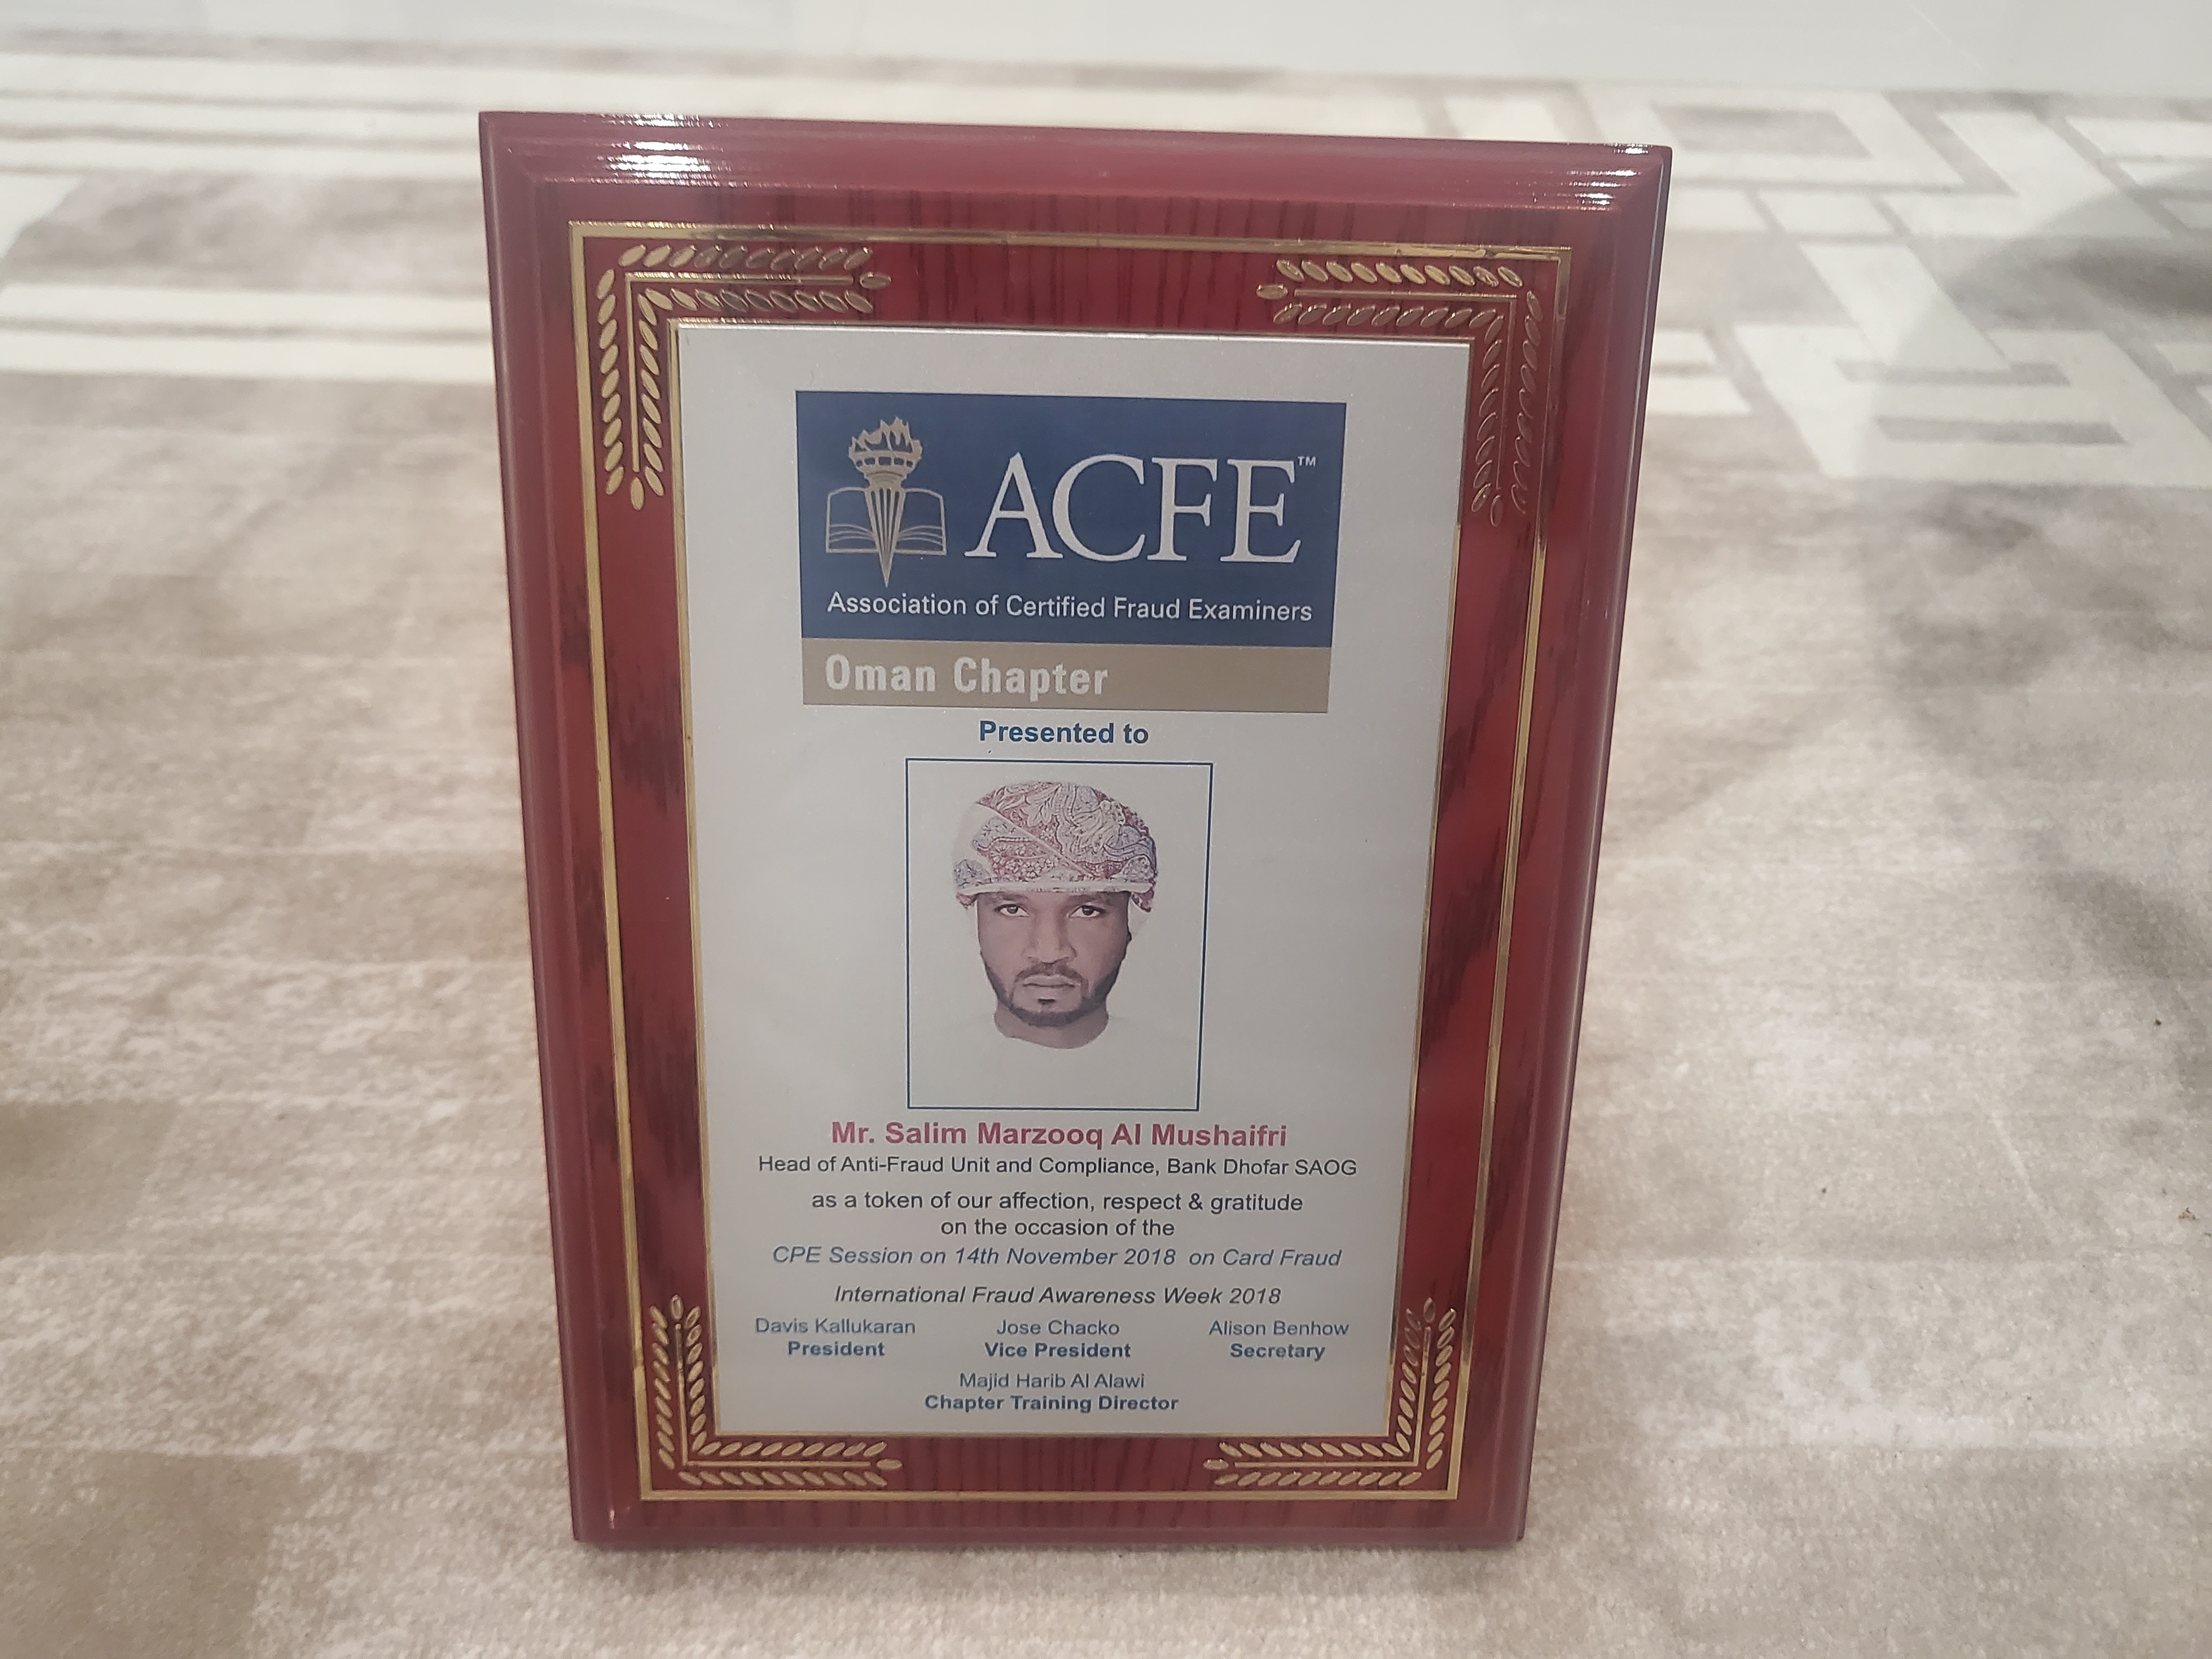 ACFE™
Association of Certified Fraud Examiners
Oman Chapter
Presented to
Mr. Salim Marzooq Al Mushaifri
Head of Anti-Fraud Unit and Compliance, Bank Dhofar SAOG
as a token of our affection, respect & gratitude
on the occasion of the
CPE Session on 14th November 2018 on Card Fraud
International Fraud Awareness Week 2018
Davis Kallukaran Jose Chacko Alison Benhow
President Vice President Secretary
Majid Harib Al Alawi
Chapter Training Director